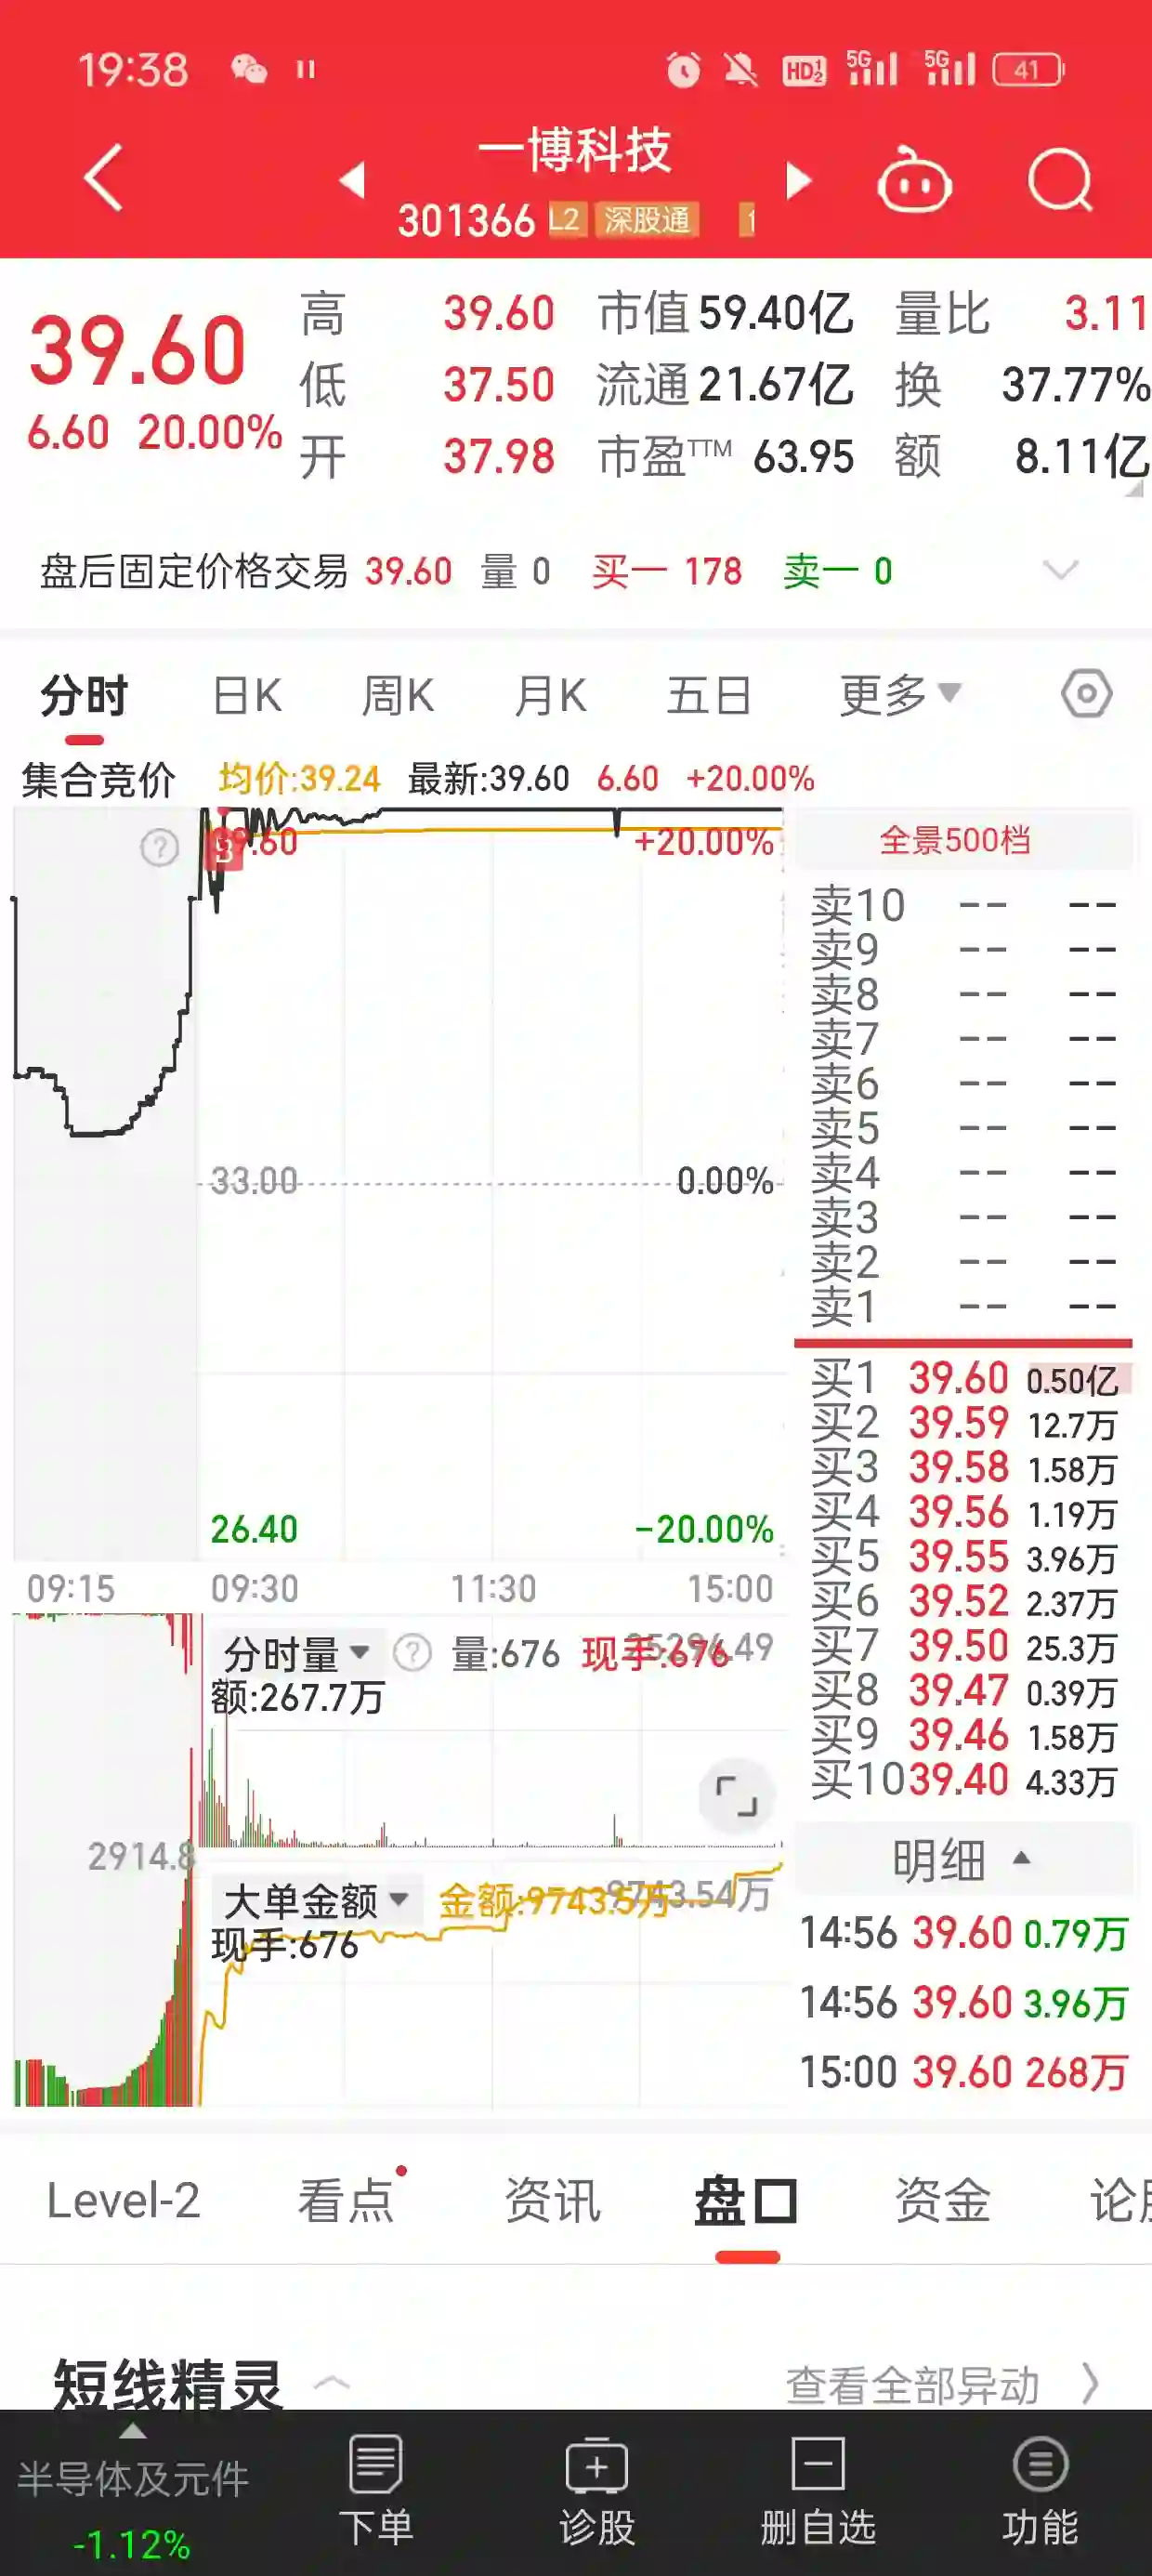 19:38 HD1 2 5G 5G 41
一博科技
301366 L2 深股通
39.60 高 39.60 市值 59.40亿 量比 3.11
低 37.50 流通 21.67亿 换 37.77%
6.60 20.00% 开 37.98 市盈TTM 63.95 额 8.11亿
盘后固定价格交易 39.60 量 0 买一 178 卖一 0
分时 日K 周K 月K 五日 更多
集合竞价 均价:39.24 最新:39.60 6.60 +20.00%
39.60 +20.00%
B
33.00 0.00%
26.40 -20.00%
09:15 09:30 11:30 15:00
分时量 ? 量:676 现手:676
额:267.7万
2914.8
大单金额 金额:9743.5万 9743.54万
现手:676
全景500档
卖10 -- --
卖9 -- --
卖8 -- --
卖7 -- --
卖6 -- --
卖5 -- --
卖4 -- --
卖3 -- --
卖2 -- --
卖1 -- --
买1 39.60 0.50亿
买2 39.59 12.7万
买3 39.58 1.58万
买4 39.56 1.19万
买5 39.55 3.96万
买6 39.52 2.37万
买7 39.50 25.3万
买8 39.47 0.39万
买9 39.46 1.58万
买10 39.40 4.33万
明细
14:56 39.60 0.79万
14:56 39.60 3.96万
15:00 39.60 268万
Level-2 看点 资讯 盘口 资金 论
短线精灵 查看全部异动
半导体及元件
-1.12%
下单 诊股 删自选 功能